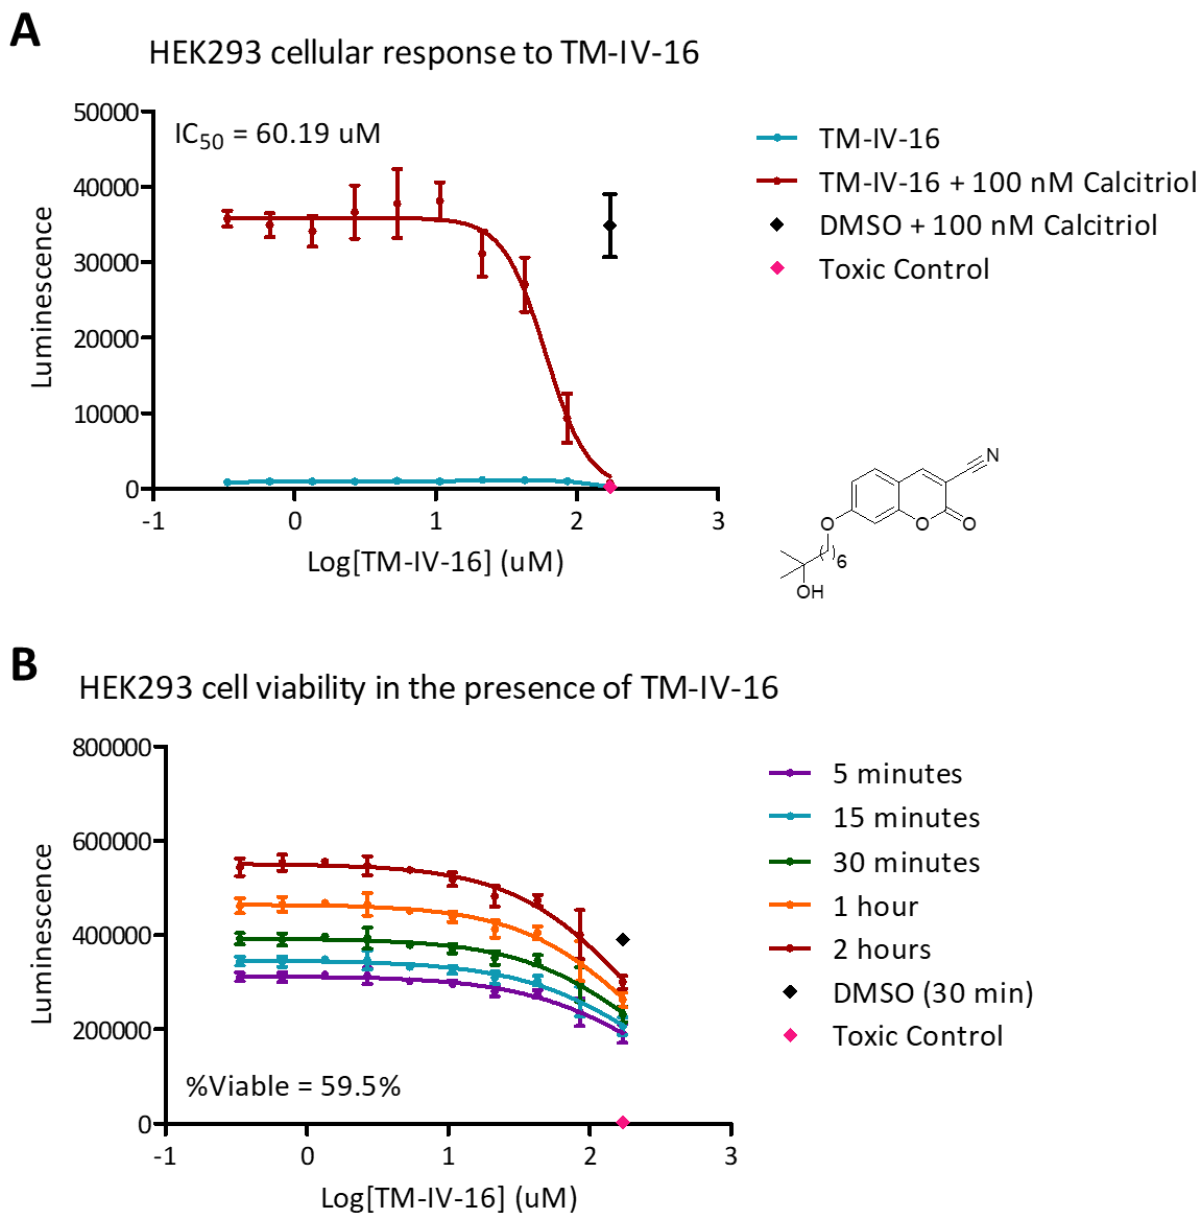 A
HEK293 cellular response to TM-IV-16
50000
40000
30000
20000
10000
0
Luminescence
IC50 = 60.19 uM
-1
0
1
2
3
Log[TM-IV-16] (uM)
TM-IV-16
TM-IV-16 + 100 nM Calcitriol
DMSO + 100 nM Calcitriol
Toxic Control
N
O
O
O
6
OH
B
HEK293 cell viability in the presence of TM-IV-16
800000
600000
400000
200000
0
Luminescence
%Viable = 59.5%
-1
0
1
2
3
Log[TM-IV-16] (uM)
5 minutes
15 minutes
30 minutes
1 hour
2 hours
DMSO (30 min)
Toxic Control